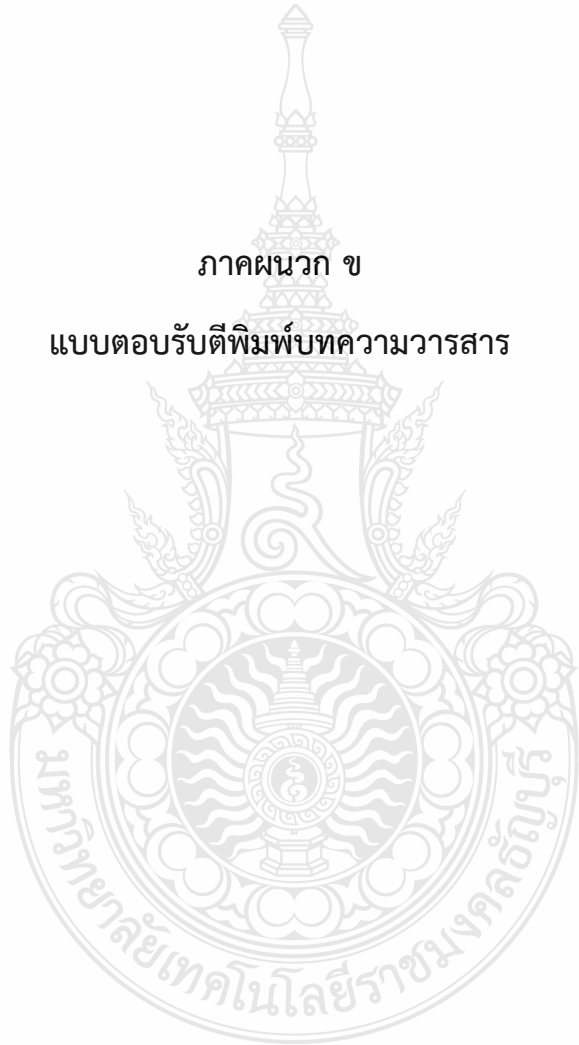 ภาคผนวก ข
แบบตอบรับตีพิมพ์บทความวารสาร
มหาวิทยาลัยเทคโนโลยีราชมงคลธัญบุรี